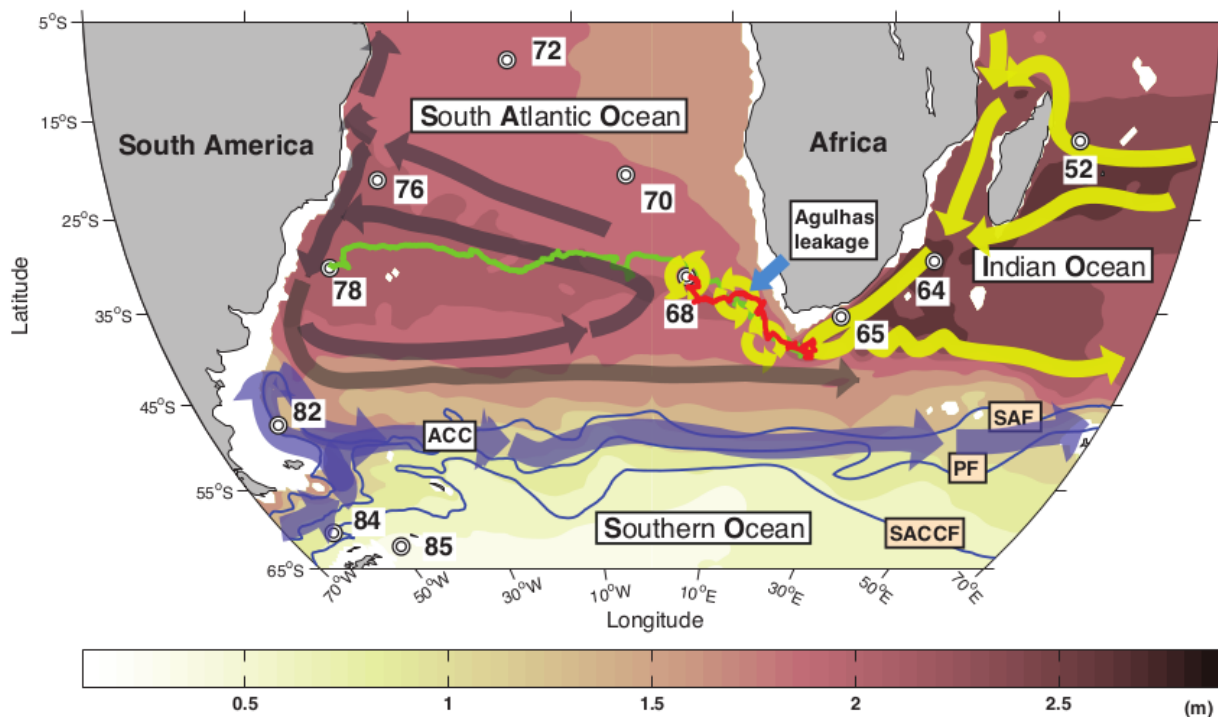 5°S
15°S
25°S
35°S
45°S
55°S
65°S
Latitude
72
South Atlantic Ocean
South America
Africa
52
76
70
Agulhas
leakage
Indian Ocean
78
68
64
65
82
ACC
SAF
PF
84
Southern Ocean
SACCF
85
70°W
50°W
30°W
10°W
10°E
30°E
50°E
70°E
Longitude
0.5
1
1.5
2
2.5
(m)